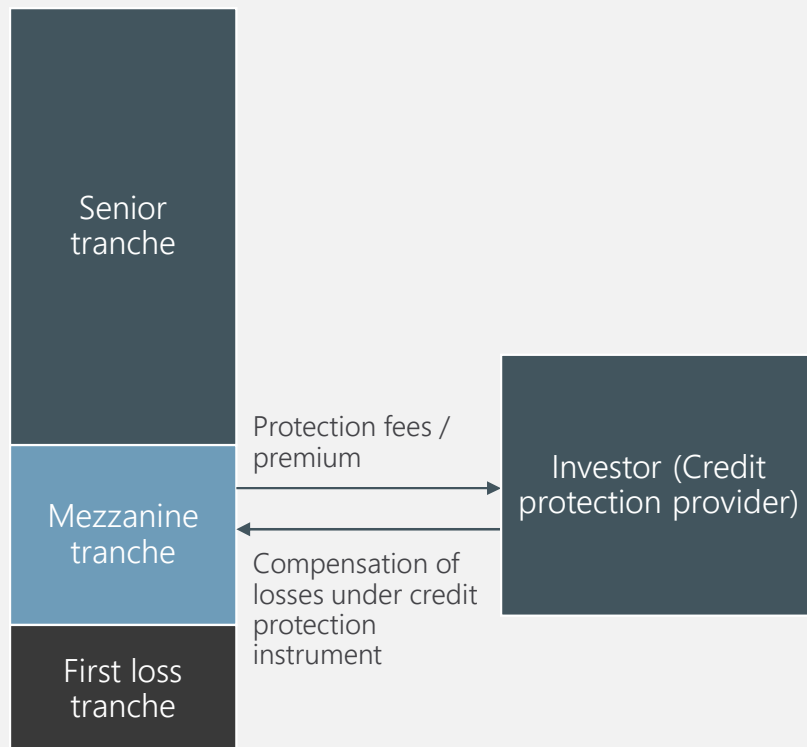 Senior
tranche
Protection fees /
premium
Mezzanine
tranche
Investor (Credit
protection provider)
Compensation of
losses under credit
protection
instrument
First loss
tranche